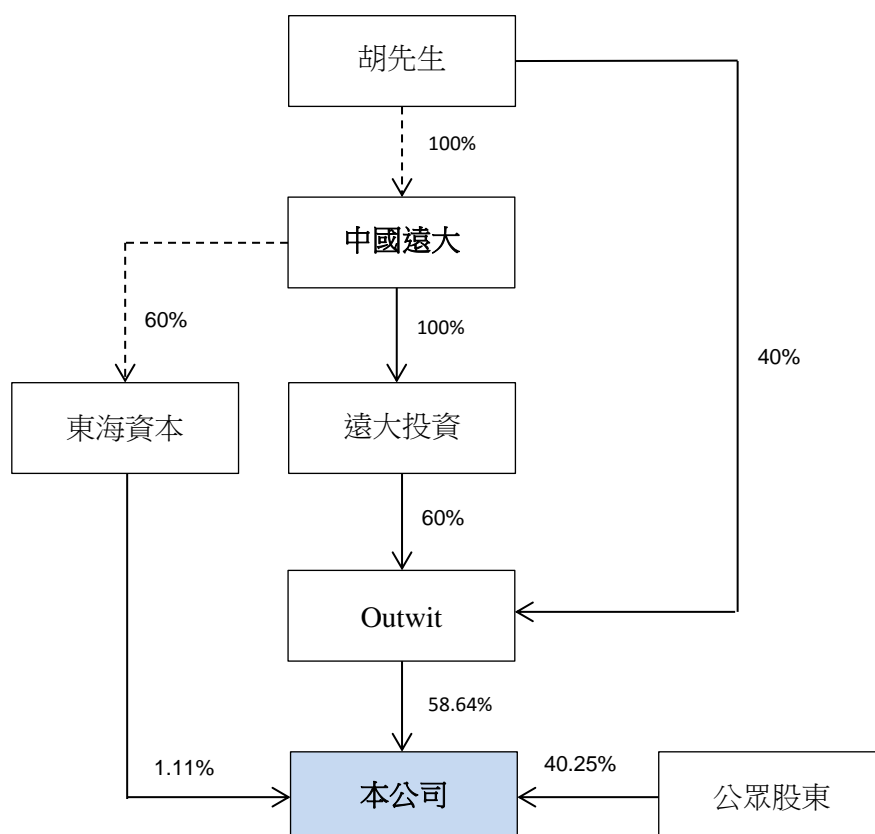 胡先生
100%
中國遠大
60%
100%
40%
東海資本
遠大投資
60%
Outwit
58.64%
1.11%
本公司
40.25%
公眾股東